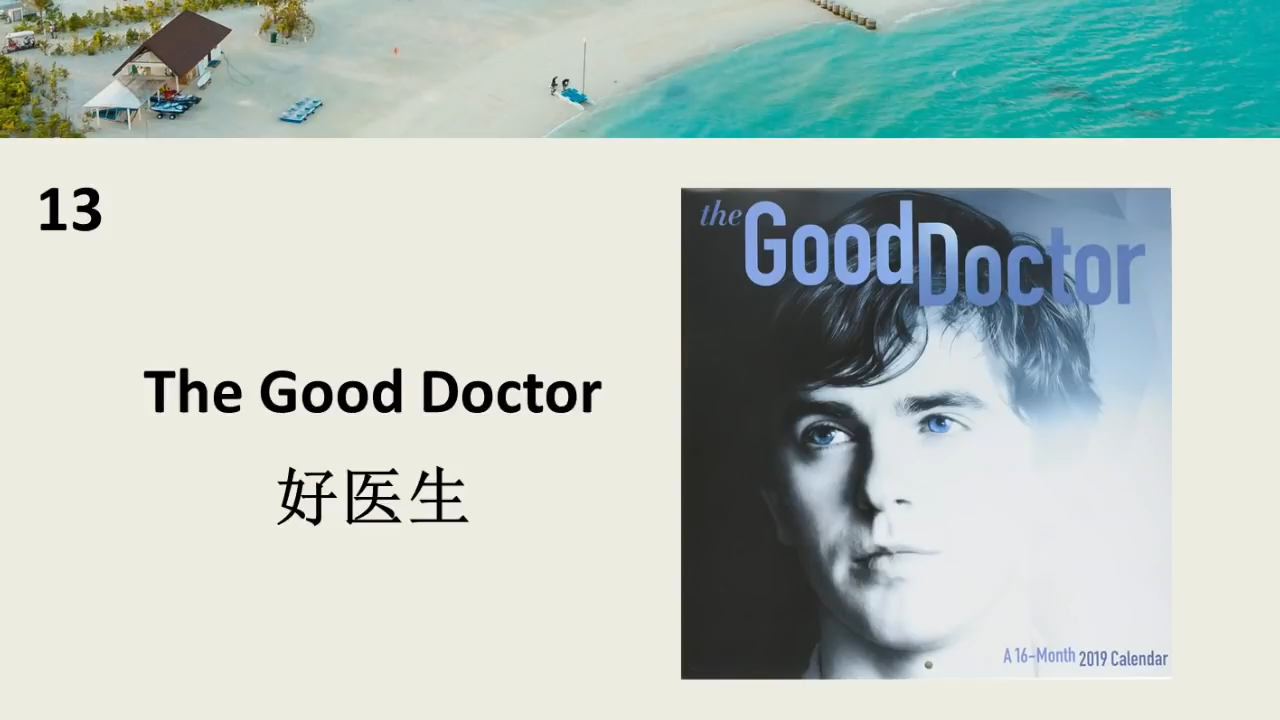 13
The Good Doctor
好医生
the Good Doctor
A 16-Month 2019 Calendar